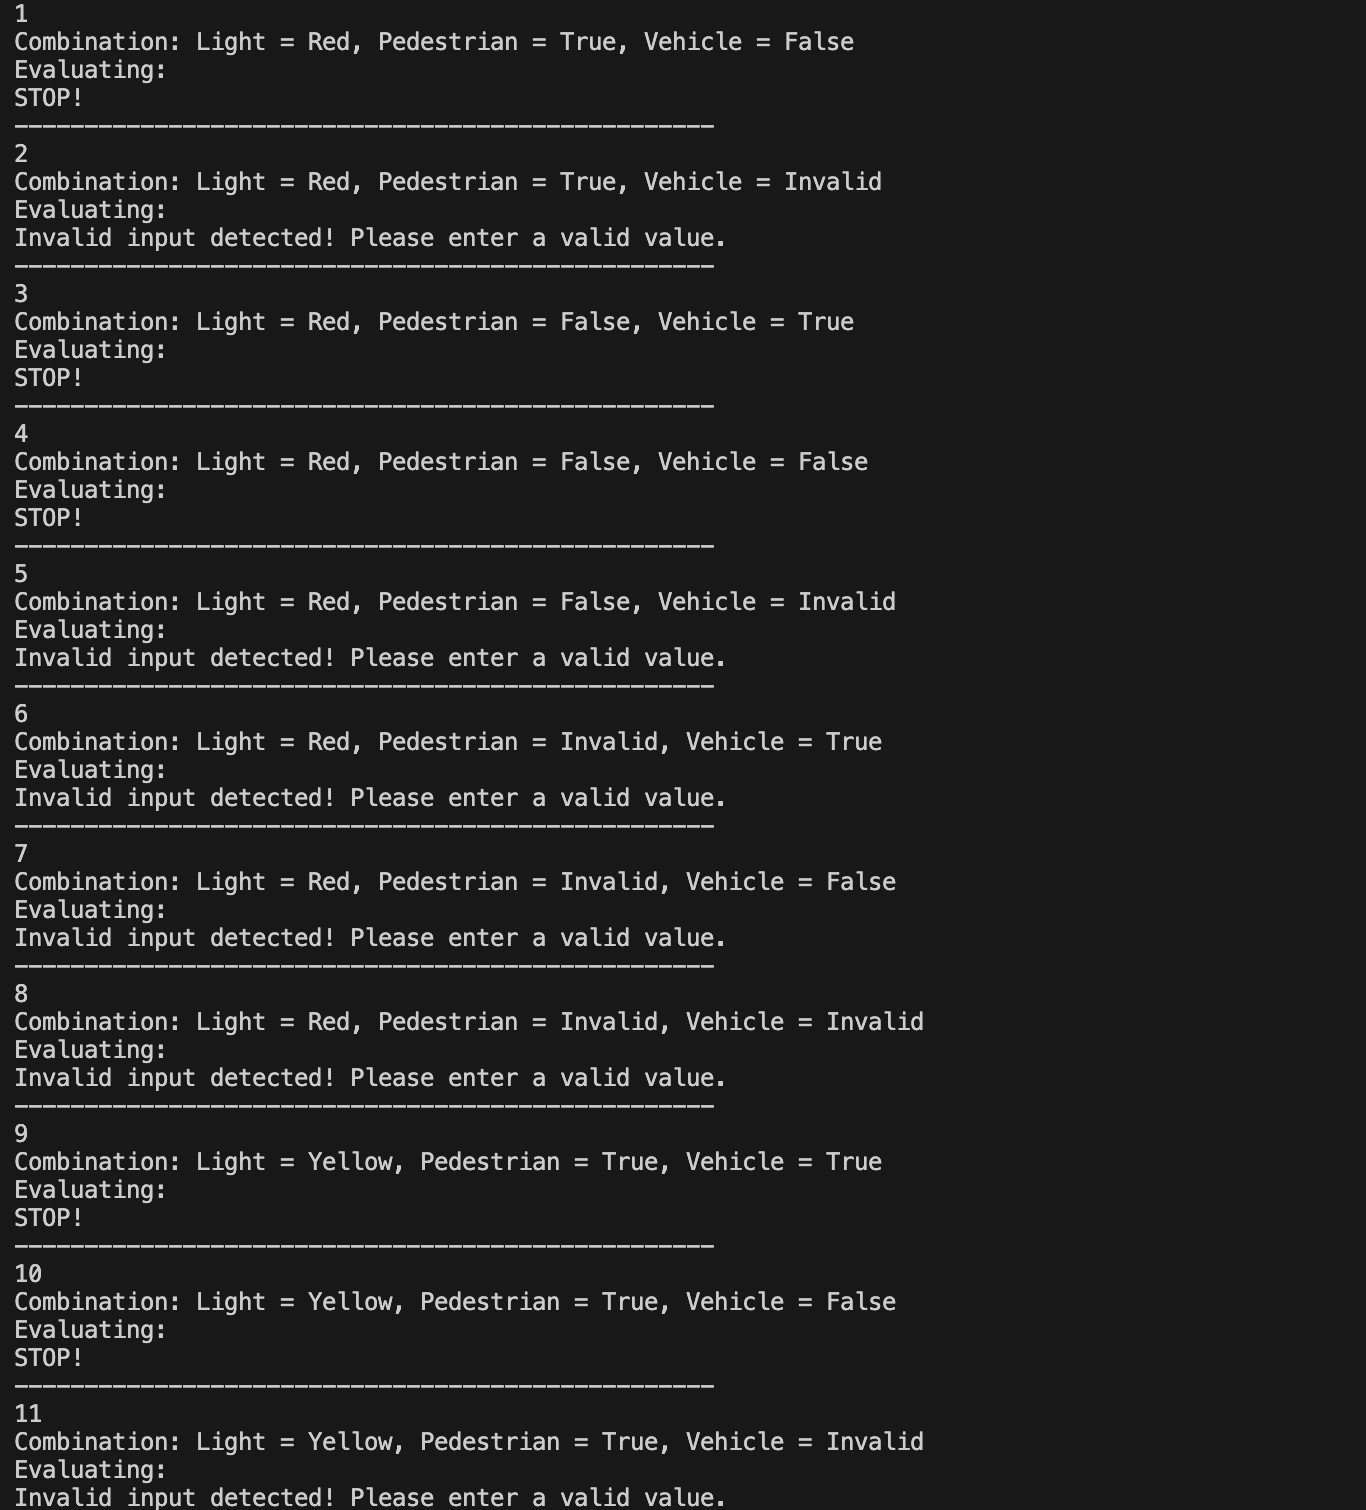 1
Combination: Light = Red, Pedestrian = True, Vehicle = False
Evaluating:
STOP!
--------------------------------------------------
2
Combination: Light = Red, Pedestrian = True, Vehicle = Invalid
Evaluating:
Invalid input detected! Please enter a valid value.
--------------------------------------------------
3
Combination: Light = Red, Pedestrian = False, Vehicle = True
Evaluating:
STOP!
--------------------------------------------------
4
Combination: Light = Red, Pedestrian = False, Vehicle = False
Evaluating:
STOP!
--------------------------------------------------
5
Combination: Light = Red, Pedestrian = False, Vehicle = Invalid
Evaluating:
Invalid input detected! Please enter a valid value.
--------------------------------------------------
6
Combination: Light = Red, Pedestrian = Invalid, Vehicle = True
Evaluating:
Invalid input detected! Please enter a valid value.
--------------------------------------------------
7
Combination: Light = Red, Pedestrian = Invalid, Vehicle = False
Evaluating:
Invalid input detected! Please enter a valid value.
--------------------------------------------------
8
Combination: Light = Red, Pedestrian = Invalid, Vehicle = Invalid
Evaluating:
Invalid input detected! Please enter a valid value.
--------------------------------------------------
9
Combination: Light = Yellow, Pedestrian = True, Vehicle = True
Evaluating:
STOP!
--------------------------------------------------
10
Combination: Light = Yellow, Pedestrian = True, Vehicle = False
Evaluating:
STOP!
--------------------------------------------------
11
Combination: Light = Yellow, Pedestrian = True, Vehicle = Invalid
Evaluating:
Invalid input detected! Please enter a valid value.